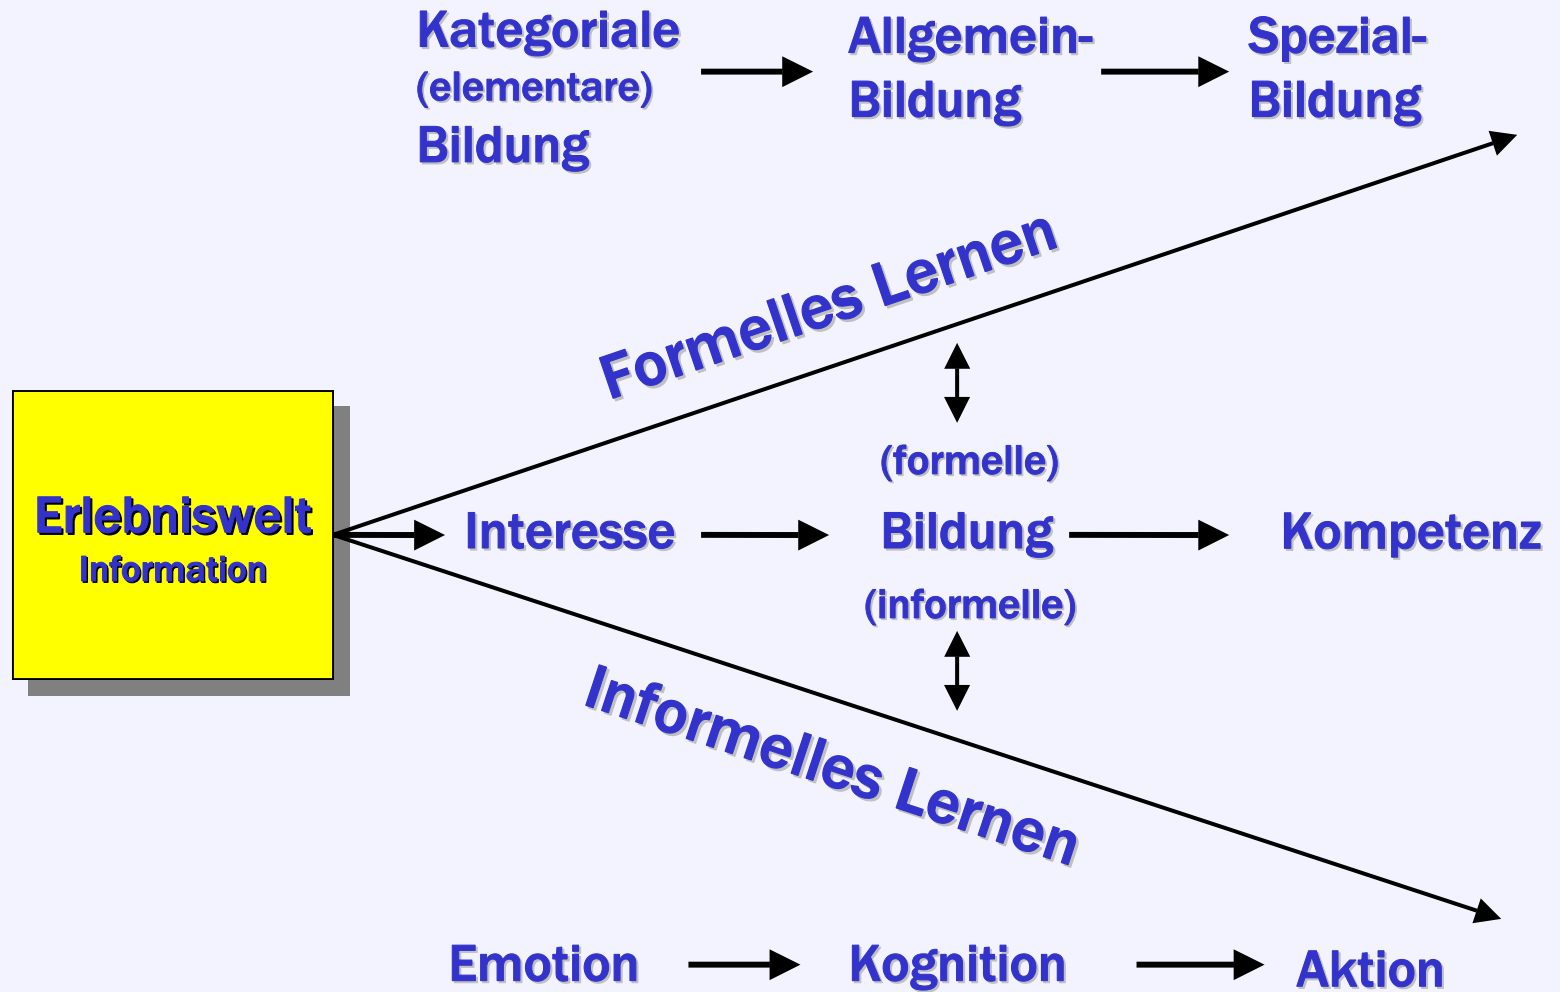 Kategoriale
(elementare)
Bildung
Allgemein-
Bildung
Spezial-
Bildung
Formelles Lernen
Erlebniswelt
Information
Interesse
(formelle)
Bildung
(informelle)
Kompetenz
Informelles Lernen
Emotion
Kognition
Aktion